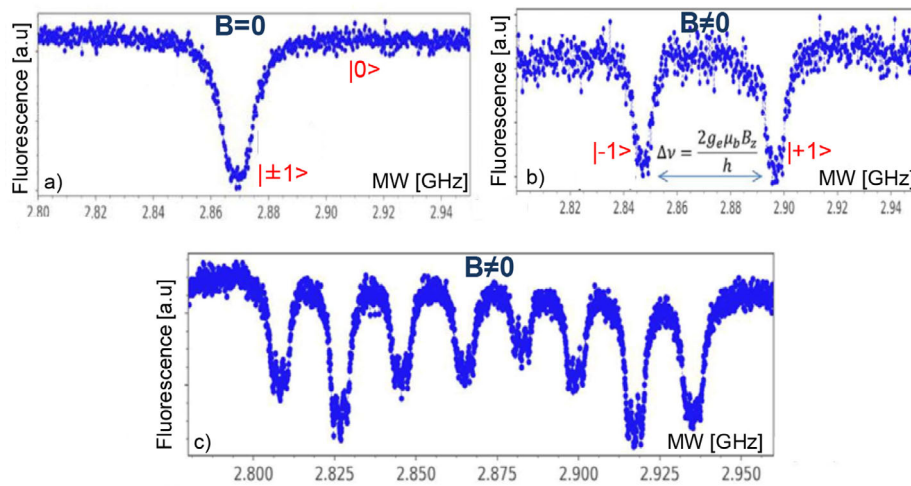 B=0
Fluorescence [a.u]
|0>
|±1>
a)
MW [GHz]
2.80 2.84 2.86 2.88 2.90 2.92 2.94
B≠0
Fluorescence [a.u]
|-1>
Δν = 2gₑμ_bB_z / h
|+1>
b)
MW [GHz]
2.82 2.84 2.86 2.88 2.90 2.92 2.94
B≠0
Fluorescence [a.u]
c)
MW [GHz]
2.800 2.825 2.850 2.875 2.900 2.925 2.950